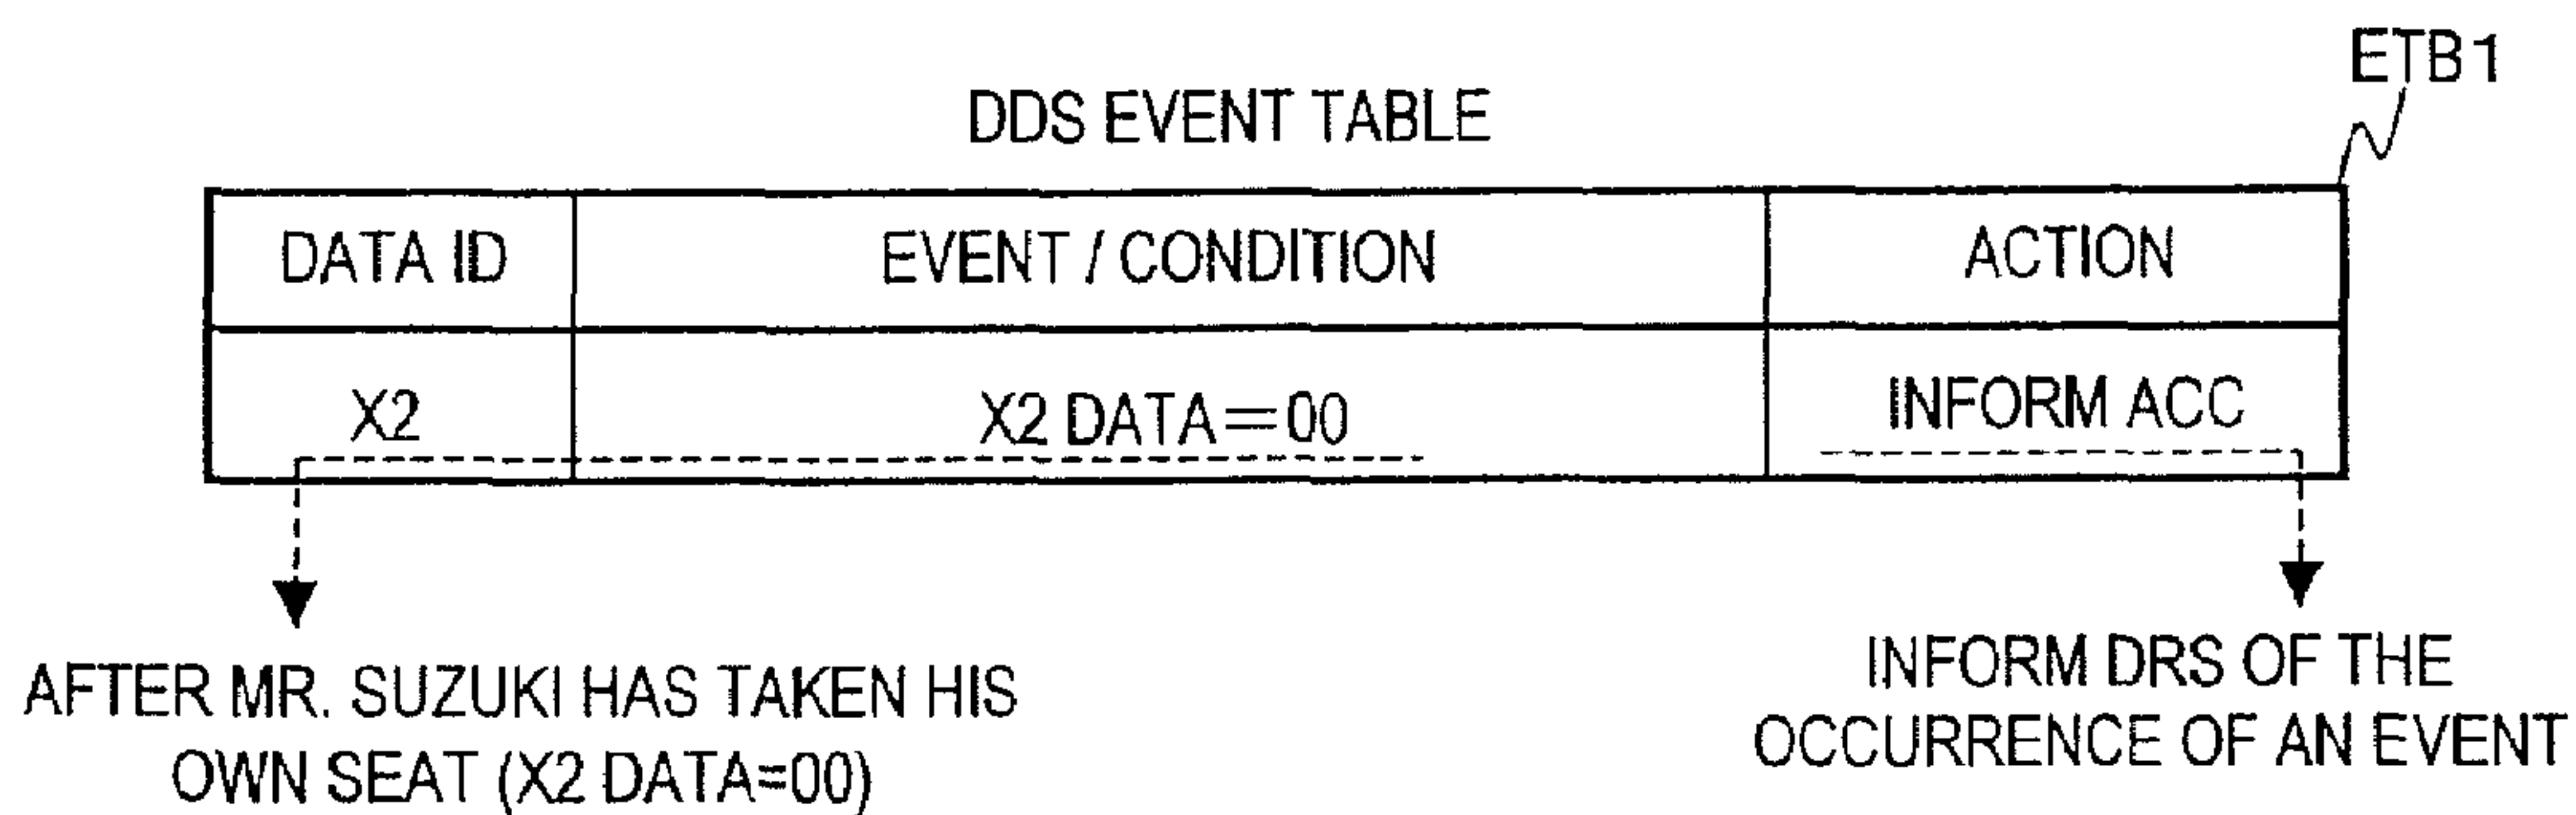 ETB1
DDS EVENT TABLE
DATA ID EVENT / CONDITION ACTION
X2 X2 DATA=00 INFORM ACC
AFTER MR. SUZUKI HAS TAKEN HIS
OWN SEAT (X2 DATA=00)
INFORM DRS OF THE
OCCURRENCE OF AN EVENT